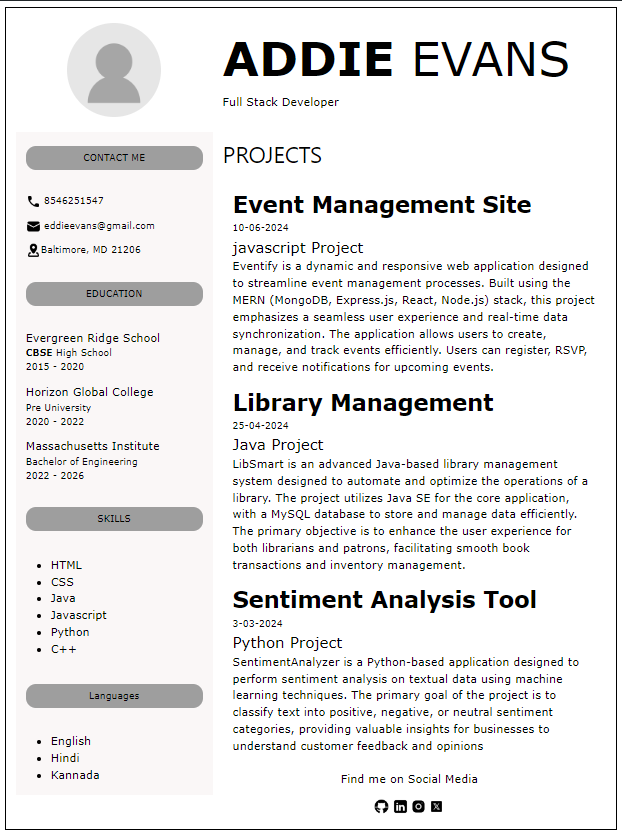 ADDIE EVANS
Full Stack Developer
CONTACT ME
8546251547
eddieevans@gmail.com
Baltimore, MD 21206
EDUCATION
Evergreen Ridge School
CBSE High School
2015 - 2020
Horizon Global College
Pre University
2020 - 2022
Massachusetts Institute
Bachelor of Engineering
2022 - 2026
SKILLS
HTML
CSS
Java
Javascript
Python
C++
Languages
English
Hindi
Kannada
PROJECTS
Event Management Site
10-06-2024
javascript Project
Eventify is a dynamic and responsive web application designed
to streamline event management processes. Built using the
MERN (MongoDB, Express.js, React, Node.js) stack, this project
emphasizes a seamless user experience and real-time data
synchronization. The application allows users to create,
manage, and track events efficiently. Users can register, RSVP,
and receive notifications for upcoming events.
Library Management
25-04-2024
Java Project
LibSmart is an advanced Java-based library management
system designed to automate and optimize the operations of a
library. The project utilizes Java SE for the core application,
with a MySQL database to store and manage data efficiently.
The primary objective is to enhance the user experience for
both librarians and patrons, facilitating smooth book
transactions and inventory management.
Sentiment Analysis Tool
3-03-2024
Python Project
SentimentAnalyzer is a Python-based application designed to
perform sentiment analysis on textual data using machine
learning techniques. The primary goal of the project is to
classify text into positive, negative, or neutral sentiment
categories, providing valuable insights for businesses to
understand customer feedback and opinions
Find me on Social Media